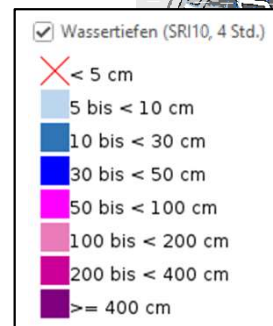 Wassertiefen (SRI10, 4 Std.)
< 5 cm
5 bis < 10 cm
10 bis < 30 cm
30 bis < 50 cm
50 bis < 100 cm
100 bis < 200 cm
200 bis < 400 cm
>= 400 cm